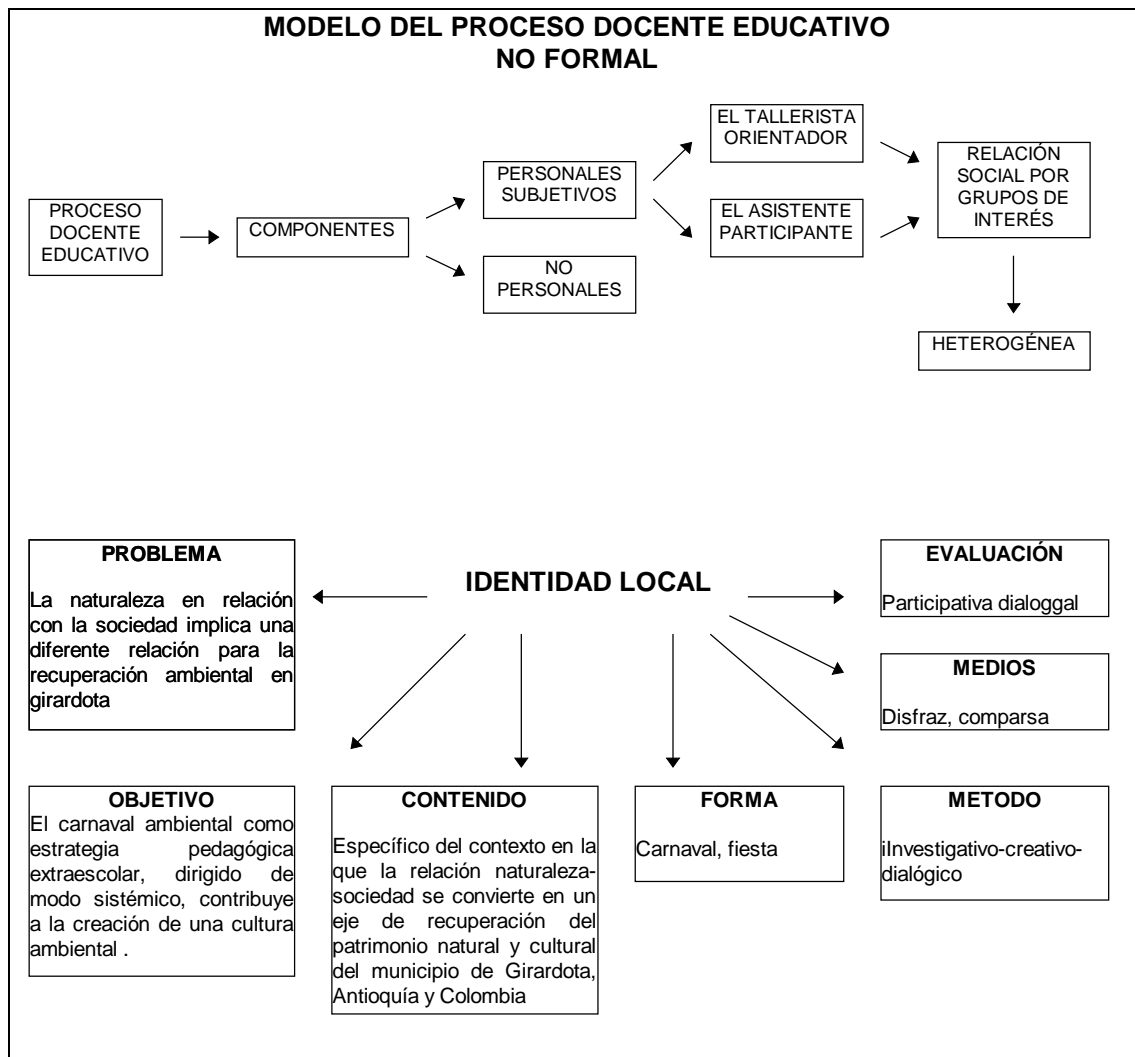 MODELO DEL PROCESO DOCENTE EDUCATIVO
NO FORMAL
PROCESO
DOCENTE
EDUCATIVO
COMPONENTES
PERSONALES
SUBJETIVOS
NO
PERSONALES
EL TALLERISTA
ORIENTADOR
EL ASISTENTE
PARTICIPANTE
RELACIÓN
SOCIAL POR
GRUPOS DE
INTERÉS
HETEROGÉNEA
PROBLEMA
La naturaleza en relación
con la sociedad implica una
diferente relación para la
recuperación ambiental en
girardota
IDENTIDAD LOCAL
EVALUACIÓN
Participativa dialoggal
MEDIOS
Disfraz, comparsa
OBJETIVO
El carnaval ambiental como
estrategia pedagógica
extraescolar, dirigido de
modo sistémico, contribuye
a la creación de una cultura
ambiental .
CONTENIDO
Específico del contexto en la
que la relación naturaleza-
sociedad se convierte en un
eje de recuperación del
patrimonio natural y cultural
del municipio de Girardota,
Antioquía y Colombia
FORMA
Carnaval, fiesta
METODO
iInvestigativo-creativo-
dialógico